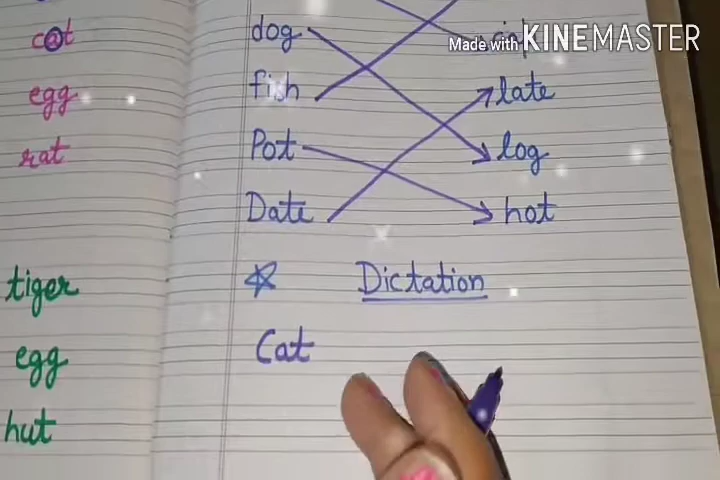 cat
egg
rat
tiger
egg
hut
dog
Made with KINEMASTER
fish
late
Pot
log
Date
hot
Dictation
Cat